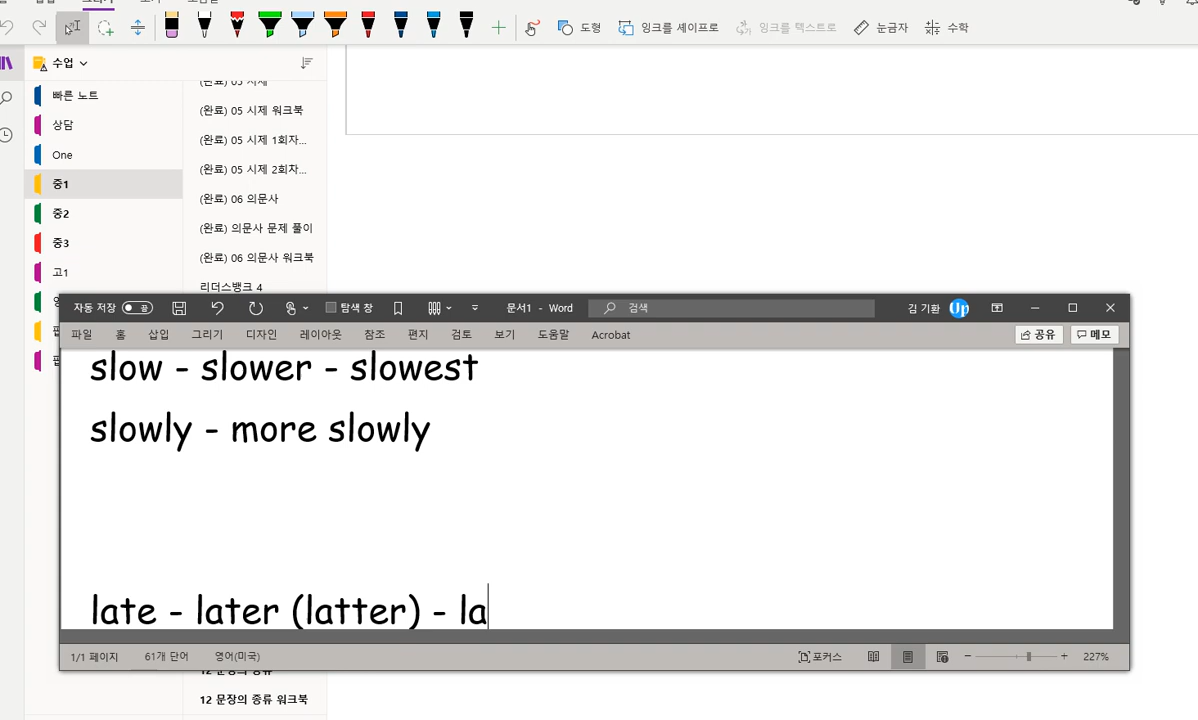 도형
잉크를 셰이프로
잉크를 텍스트로
눈금자
수학
수업
빠른 노트
상담
One
중1
중2
중3
고1
(완료) 05 시제 워크북
(완료) 05 시제 1회차...
(완료) 05 시제 2회차...
(완료) 06 의문사
(완료) 의문사 문제 풀이
(완료) 06 의문사 워크북
리더스뱅크 4
자동 저장 끔
탐색 창
문서1 - Word
검색
김 기환
Up
파일 홈 삽입 그리기 디자인 레이아웃 참조 편지 검토 보기 도움말 Acrobat
공유
메모
slow - slower - slowest
slowly - more slowly
late - later (latter) - la
1/1 페이지
61개 단어
영어(미국)
포커스
227%
12 문장의 종류
12 문장의 종류 워크북